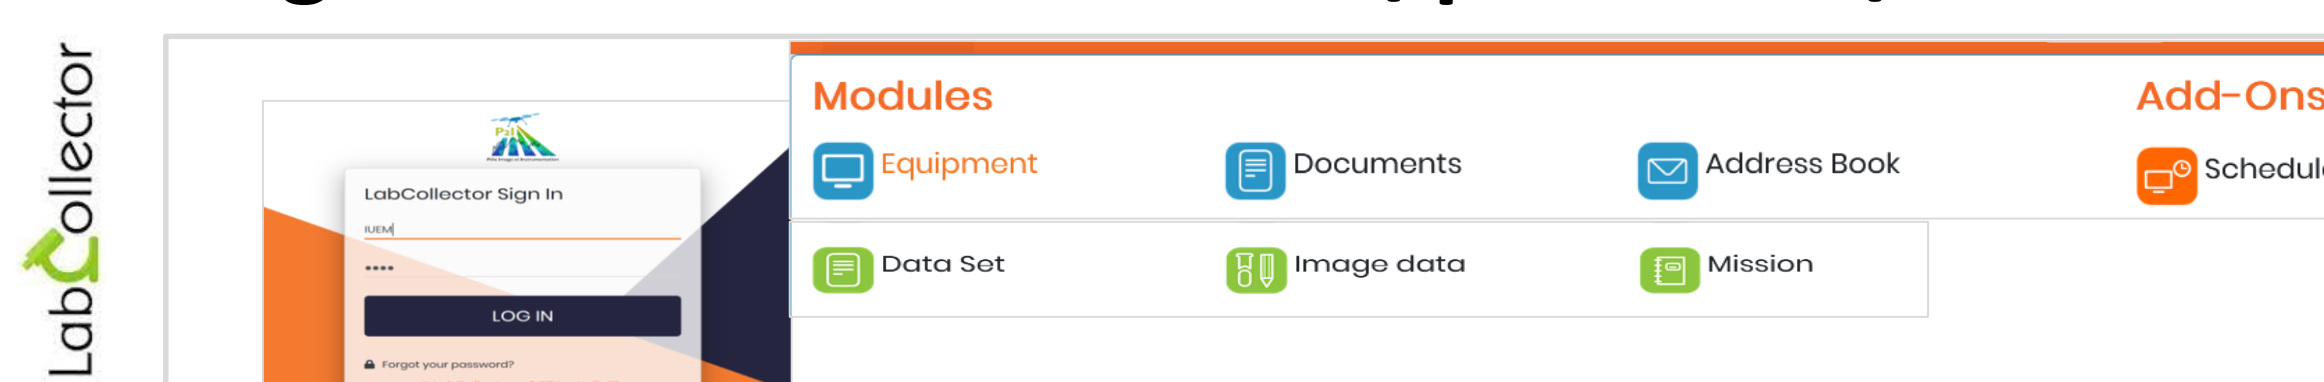 LabCollector
P2I
LabCollector Sign In
IUEM
••••
LOG IN
Forgot your password?
Modules
Add-Ons
Equipment
Documents
Address Book
Data Set
Image data
Mission